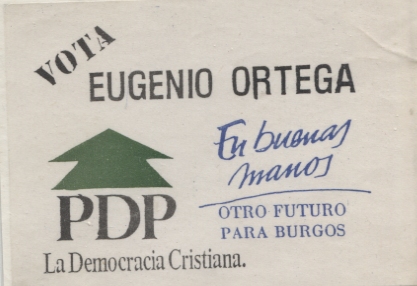 VOTA
EUGENIO ORTEGA
En buenas
manos
OTRO FUTURO
PARA BURGOS
PDP
La Democracia Cristiana.